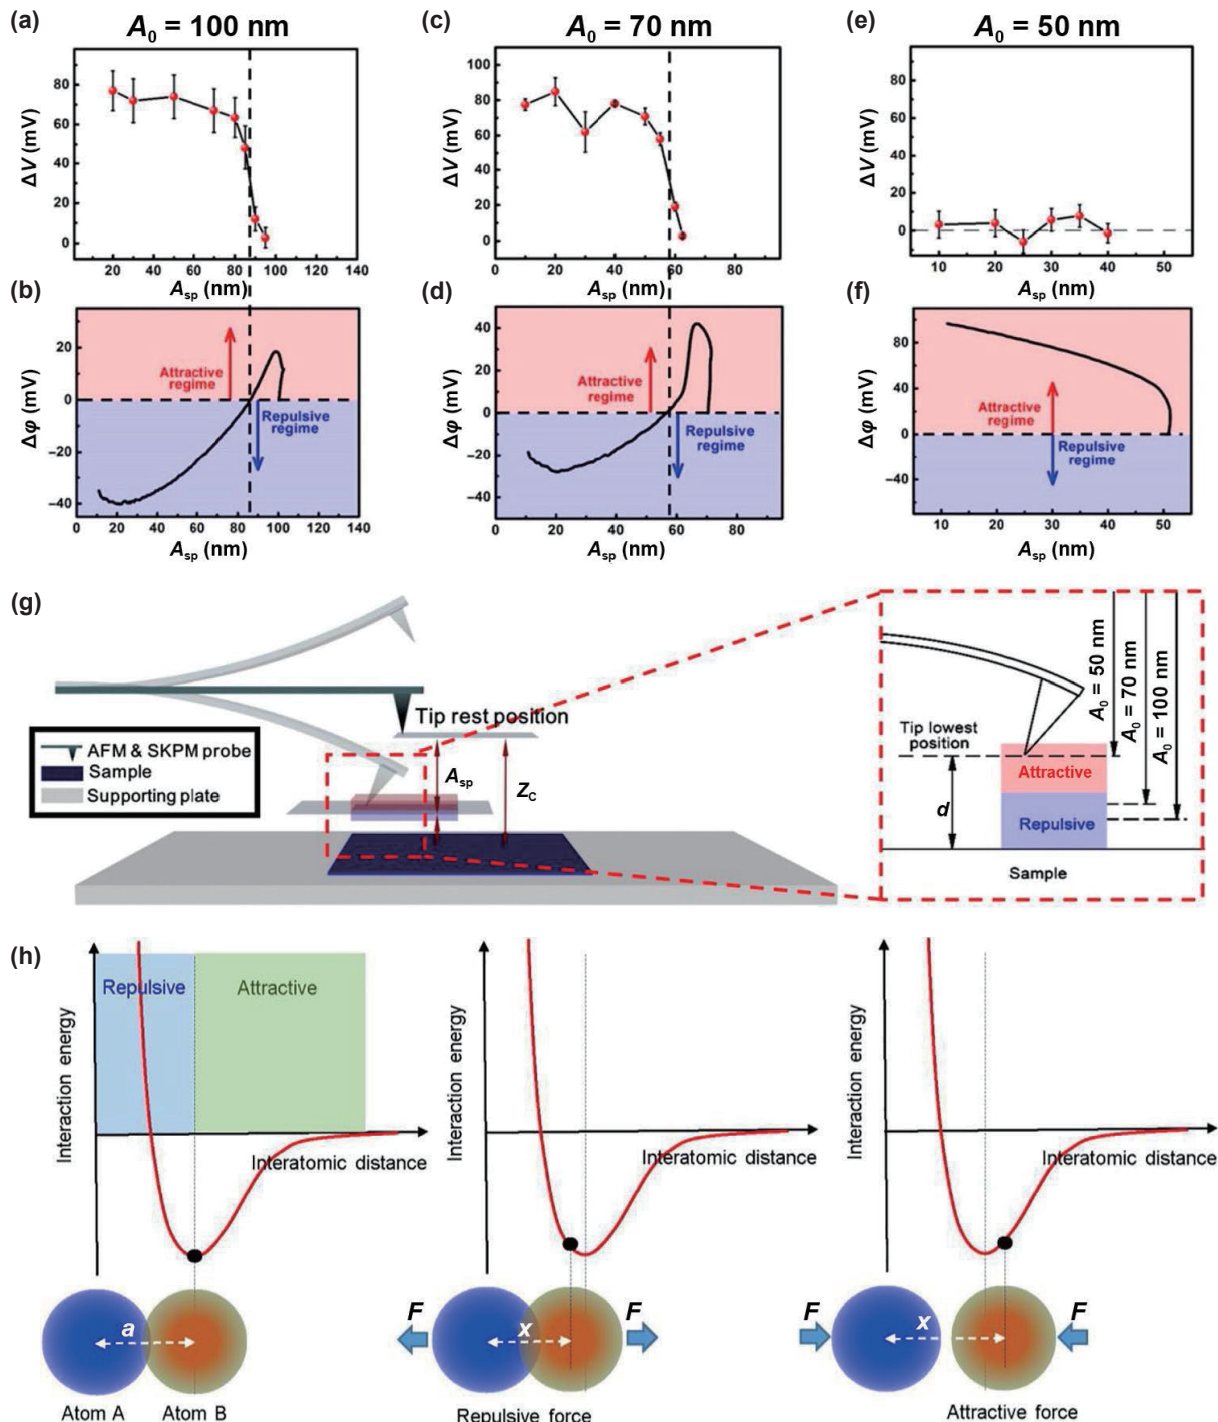 (a)
A0 = 100 nm
ΔV (mV)
80
60
40
20
0
20 40 60 80 100 120 140
Asp (nm)
(b)
Δφ (mV)
20
0
−20
−40
Attractive
regime
Repulsive
regime
0 20 40 60 80 100 120 140
Asp (nm)
(c)
A0 = 70 nm
ΔV (mV)
100
80
60
40
20
0
0 20 40 60 80
Asp (nm)
(d)
Δφ (mV)
40
20
0
−20
−40
Attractive
regime
Repulsive
regime
0 20 40 60 80
Asp (nm)
(e)
A0 = 50 nm
ΔV (mV)
80
60
40
20
0
10 20 30 40 50
Asp (nm)
(f)
Δφ (mV)
80
40
0
−40
Attractive
regime
Repulsive
regime
10 20 30 40 50
Asp (nm)
(g)
Tip rest position
AFM & SKPM probe
Sample
Supporting plate
Asp
ZC
A0 = 50 nm
A0 = 70 nm
A0 = 100 nm
Tip lowest
position
Attractive
d
Repulsive
Sample
(h)
Interaction energy
Repulsive
Attractive
Interatomic distance
a
Atom A
Atom B
Interaction energy
Interatomic distance
F
x
F
Repulsive force
Interaction energy
Interatomic distance
F
x
F
Attractive force